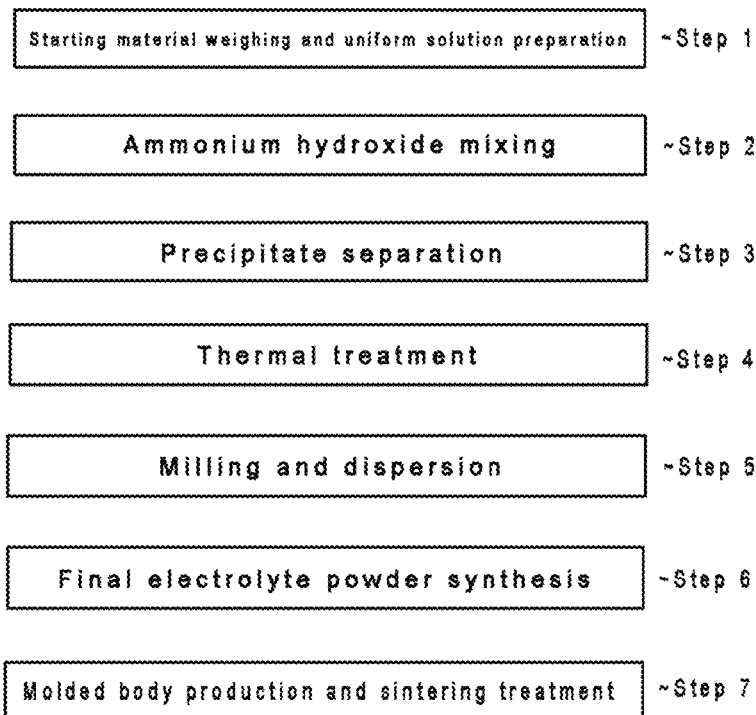 Starting material weighing and uniform solution preparation ~Step 1
Ammonium hydroxide mixing ~Step 2
Precipitate separation ~Step 3
Thermal treatment ~Step 4
Milling and dispersion ~Step 5
Final electrolyte powder synthesis ~Step 6
Molded body production and sintering treatment ~Step 7